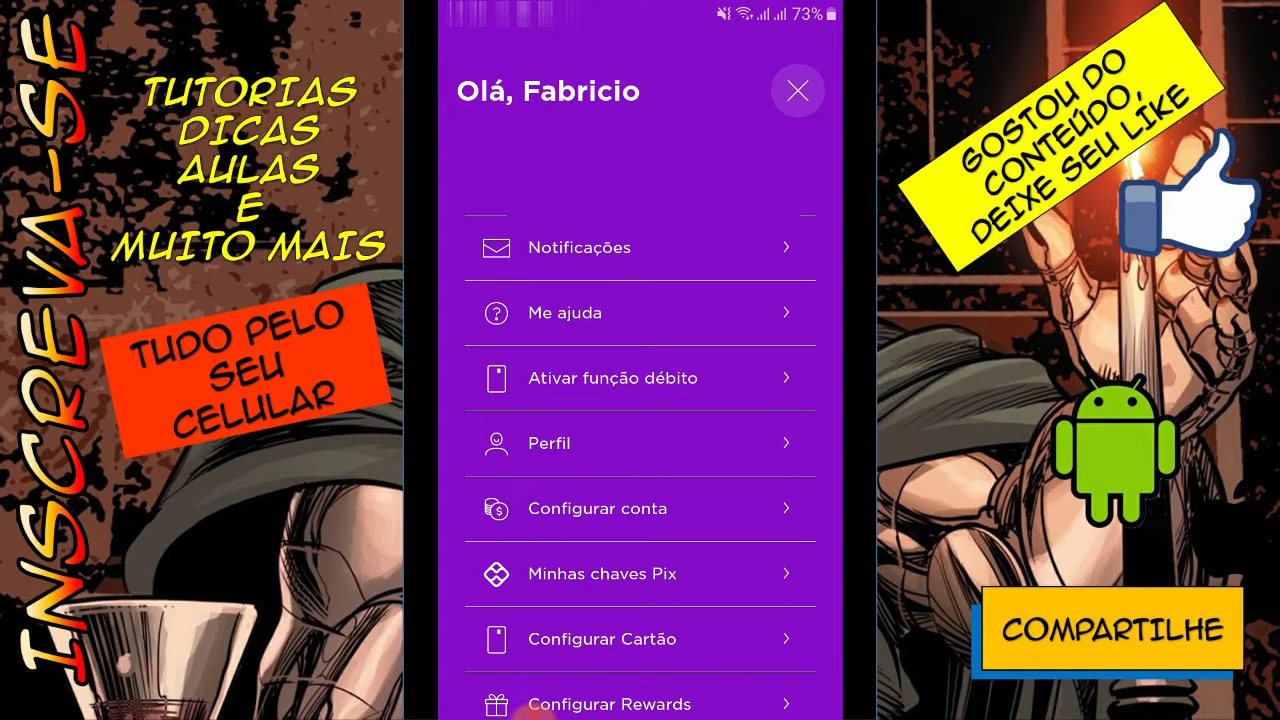 INSCREVA-SE
TUTORIAS
DICAS
AULAS
E
MUITO MAIS
TUDO PELO
SEU
CELULAR
73%
Olá, Fabricio
Notificações
Me ajuda
Ativar função débito
Perfil
Configurar conta
Minhas chaves Pix
Configurar Cartão
Configurar Rewards
GOSTOU DO
CONTEÚDO,
DEIXE SEU LIKE
COMPARTILHE